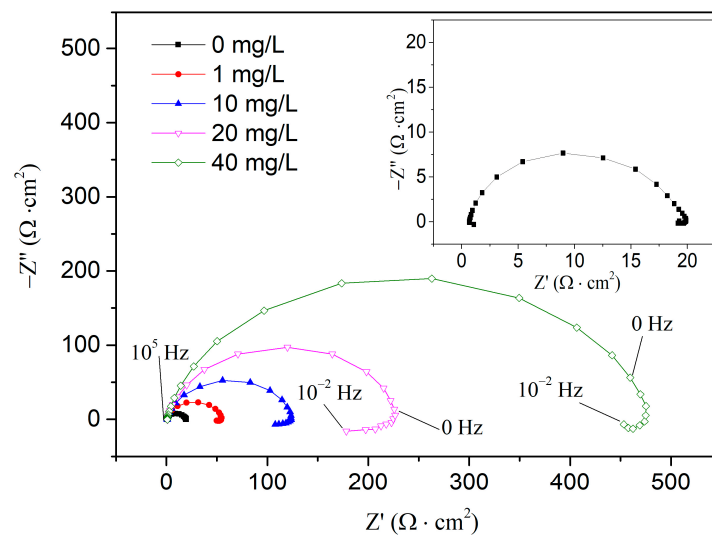 500
400
300
200
100
0
−Z'' (Ω ·cm²)
0 mg/L
1 mg/L
10 mg/L
20 mg/L
40 mg/L
20
15
10
5
0
−Z'' (Ω ·cm²)
0 5 10 15 20
Z' (Ω · cm²)
10⁵ Hz
10⁻² Hz
0 Hz
0 Hz
10⁻² Hz
0 100 200 300 400 500
Z' (Ω · cm²)